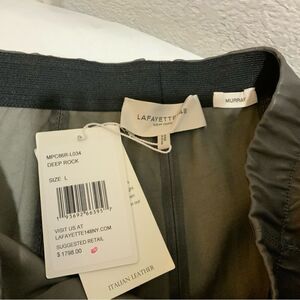 LAFAYETTE 148
NEW YORK
MURRAY
MPC86R-L034
DEEP ROCK
SIZE L
VISIT US AT
LAFAYETTE148NY.COM
SUGGESTED RETAIL
$ 1798.00
ITALIAN LEATHER